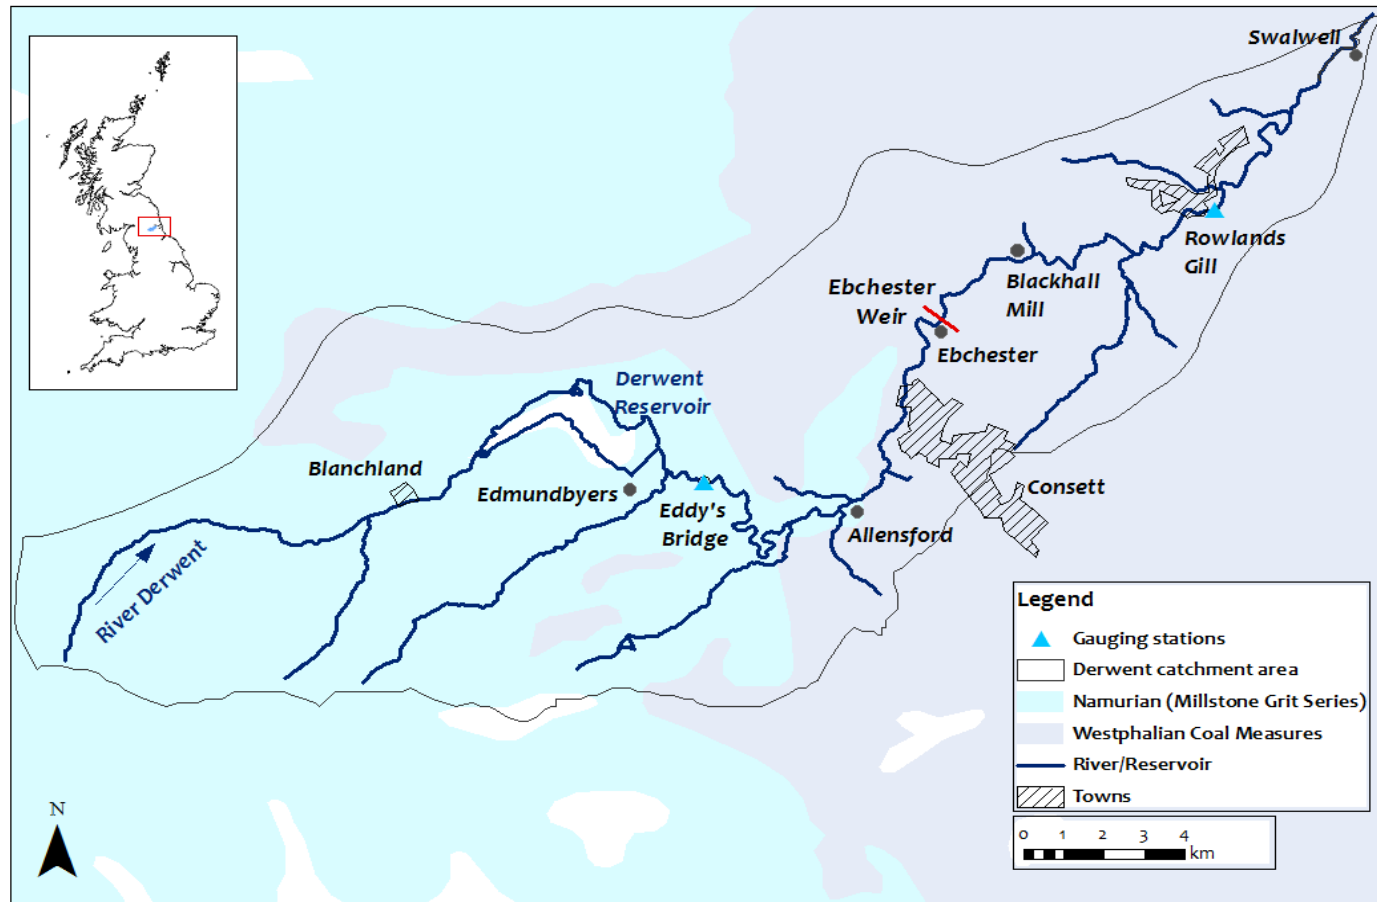 Swalwell
Rowlands
Gill
Blackhall
Mill
Ebchester
Weir
Ebchester
Derwent
Reservoir
Blanchland
Edmundbyers
Eddy's
Bridge
Consett
Allensford
River Derwent
Legend
Gauging stations
Derwent catchment area
Namurian (Millstone Grit Series)
Westphalian Coal Measures
River/Reservoir
Towns
N
0 1 2 3 4
km